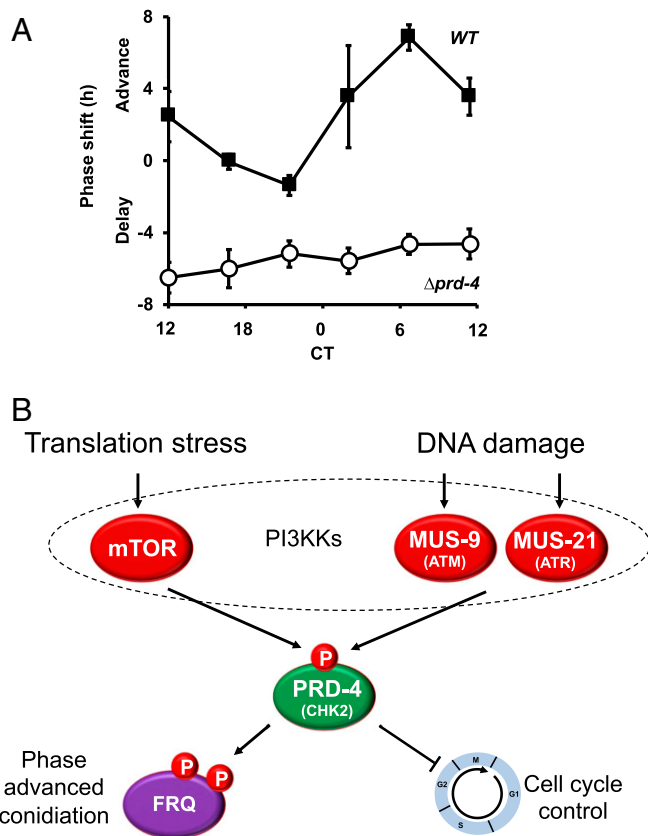 A
8
4
0
-4
-8
Phase shift (h)
Delay
Advance
WT
Δprd-4
12
18
0
6
12
CT
B
Translation stress
DNA damage
mTOR
PI3KKs
MUS-9
(ATM)
MUS-21
(ATR)
P
PRD-4
(CHK2)
Phase
advanced
conidiation
P
P
FRQ
M
G2
G1
S
Cell cycle
control